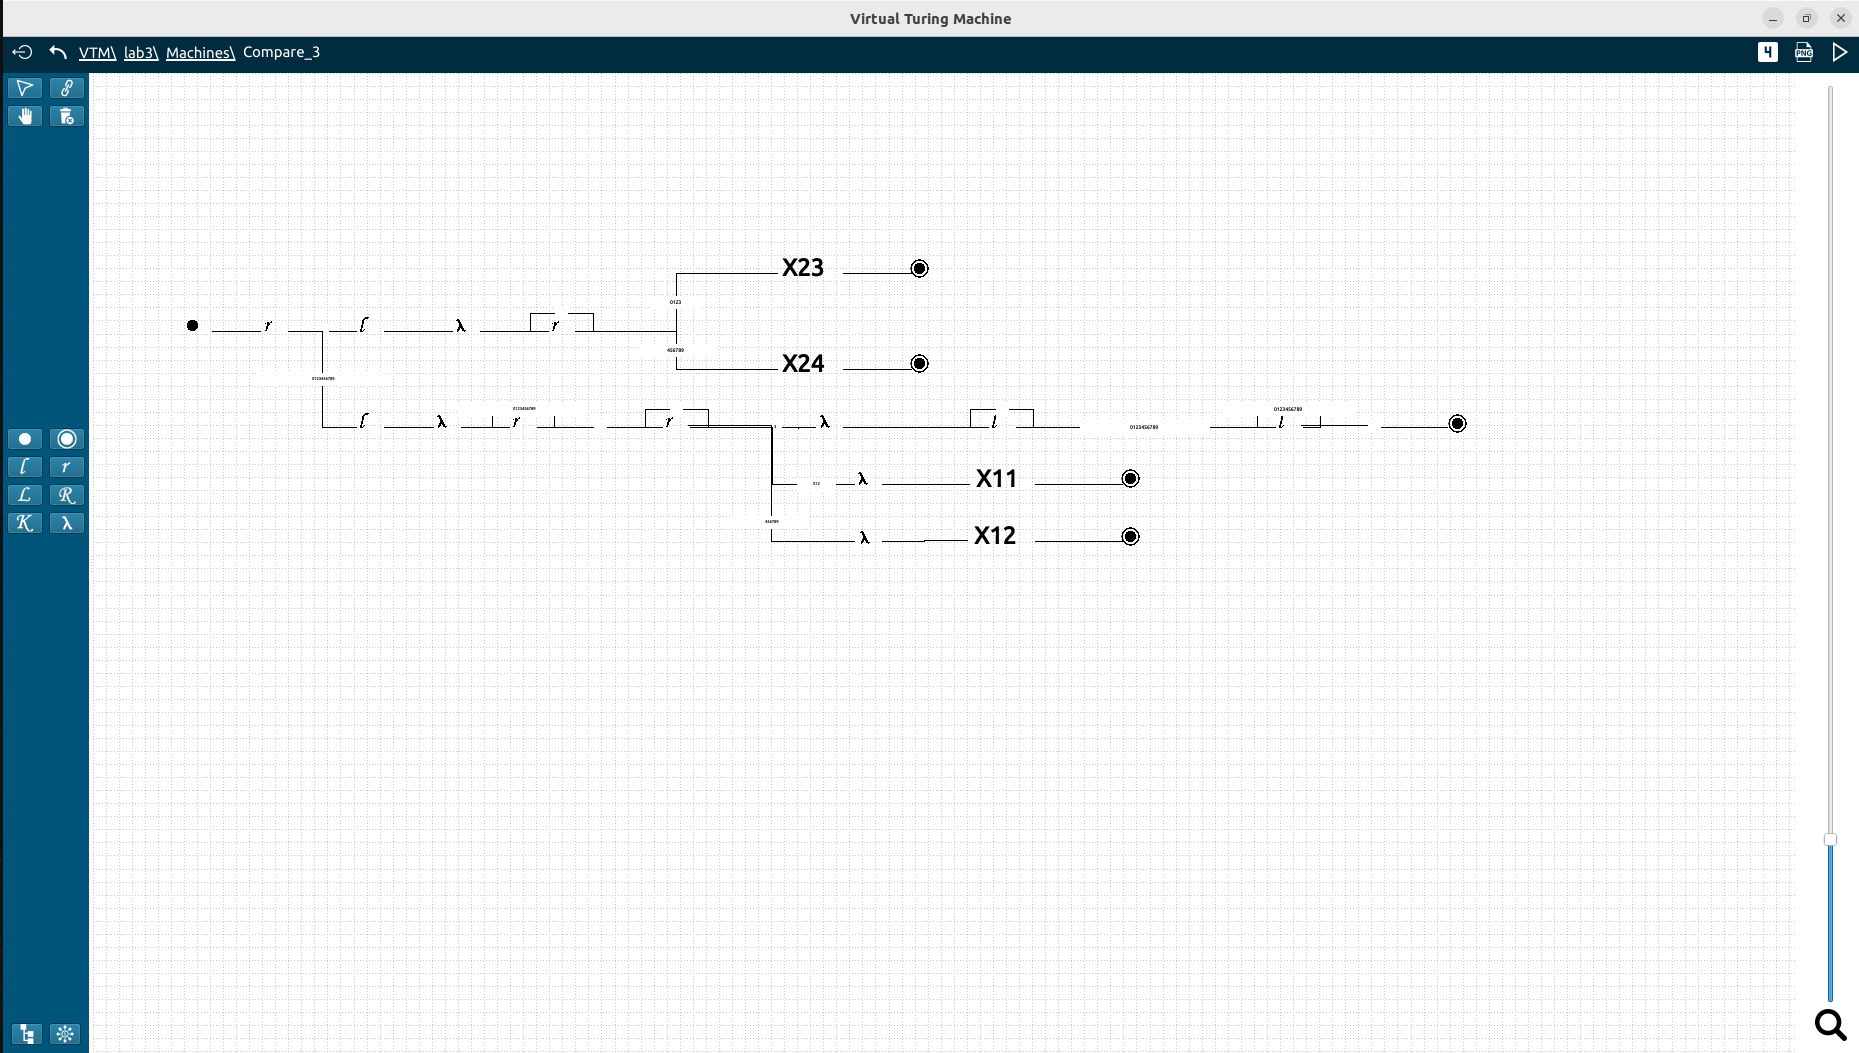 Virtual Turing Machine
VTM\ lab3\ Machines\ Compare_3
4
PNG
X23
0123
r l λ r
456789
X24
0123456789
0123456789
0123456789
l λ r r λ l 0123456789 l
λ X11
012
456789
λ X12
l r
L R
K λ